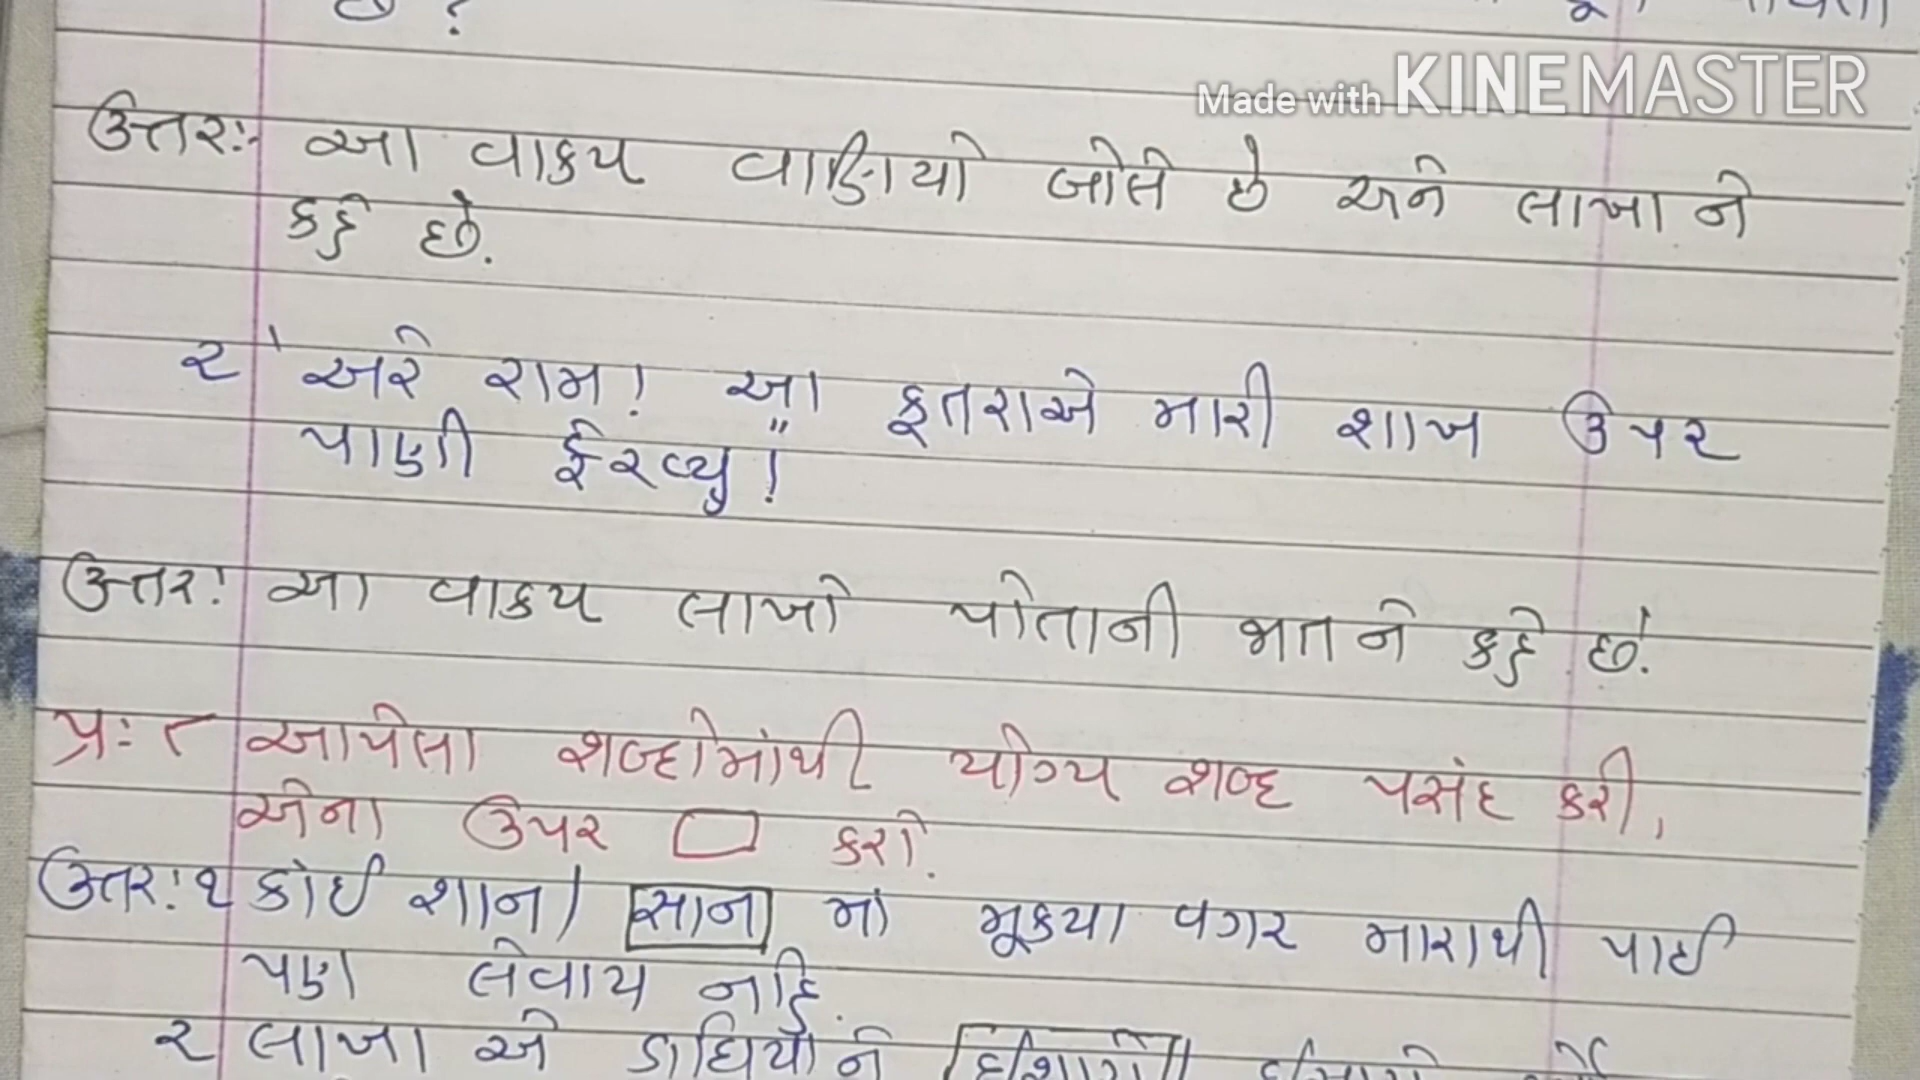 Made with KINEMASTER
ઉત્તરઃ- આ વાક્ય વાણિયો બોલે છે અને લાખા ને
કહે છે.
૨ 'અરે રામ! આ કૂતરાએ મારી શાખ ઉપર
પાણી ફેરવ્યુ!"
ઉત્તરઃ આ વાક્ય લાખો પોતાની જાત ને કહે છે.
પ્રઃ ૮ આપેલા શબ્દોમાંથી યોગ્ય શબ્દ પસંદ કરી,
એના ઉપર ▭ કરો.
ઉત્તરઃ ૧ કોઈ શાન/ સાન માં મૂક્યા વગર મારાથી પાઈ
પણ લેવાય નહિ.
૨ લાખા એ ડાઘિયાને